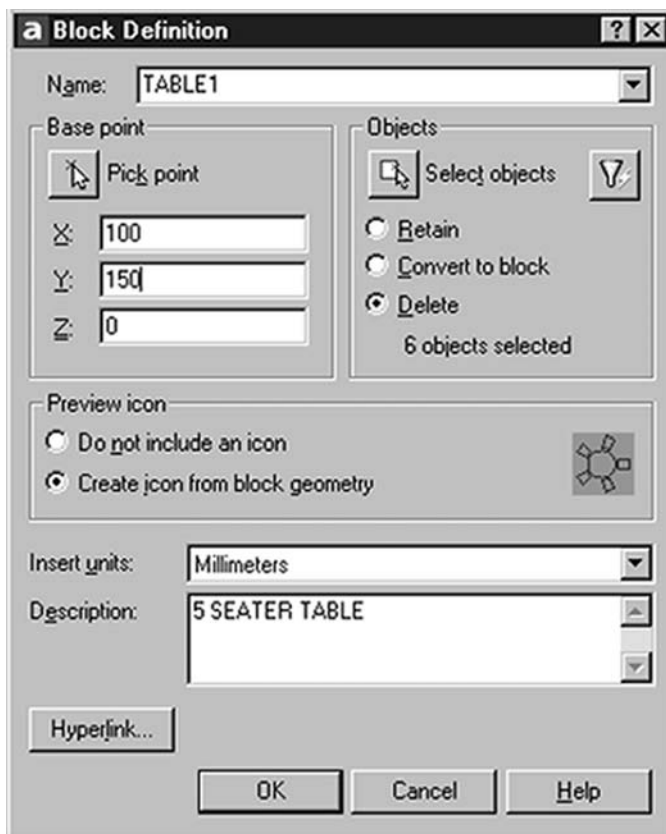 a Block Definition
Name: TABLE1
Base point
Pick point
X: 100
Y: 150
Z: 0
Objects
Select objects
Retain
Convert to block
Delete
6 objects selected
Preview icon
Do not include an icon
Create icon from block geometry
Insert units: Millimeters
Description: 5 SEATER TABLE
Hyperlink...
OK Cancel Help